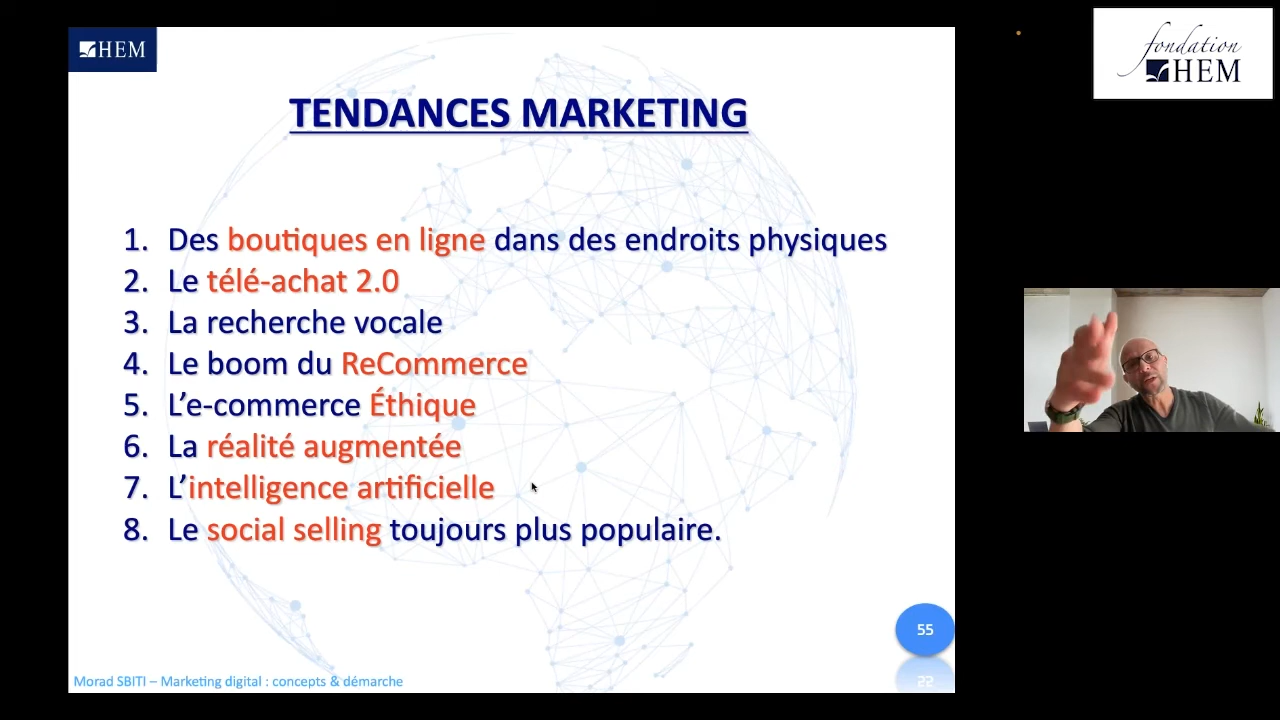 HEM
fondation
HEM
TENDANCES MARKETING
1. Des boutiques en ligne dans des endroits physiques
2. Le télé-achat 2.0
3. La recherche vocale
4. Le boom du ReCommerce
5. L’e-commerce Éthique
6. La réalité augmentée
7. L’intelligence artificielle
8. Le social selling toujours plus populaire.
55
Morad SBITI – Marketing digital : concepts & démarche